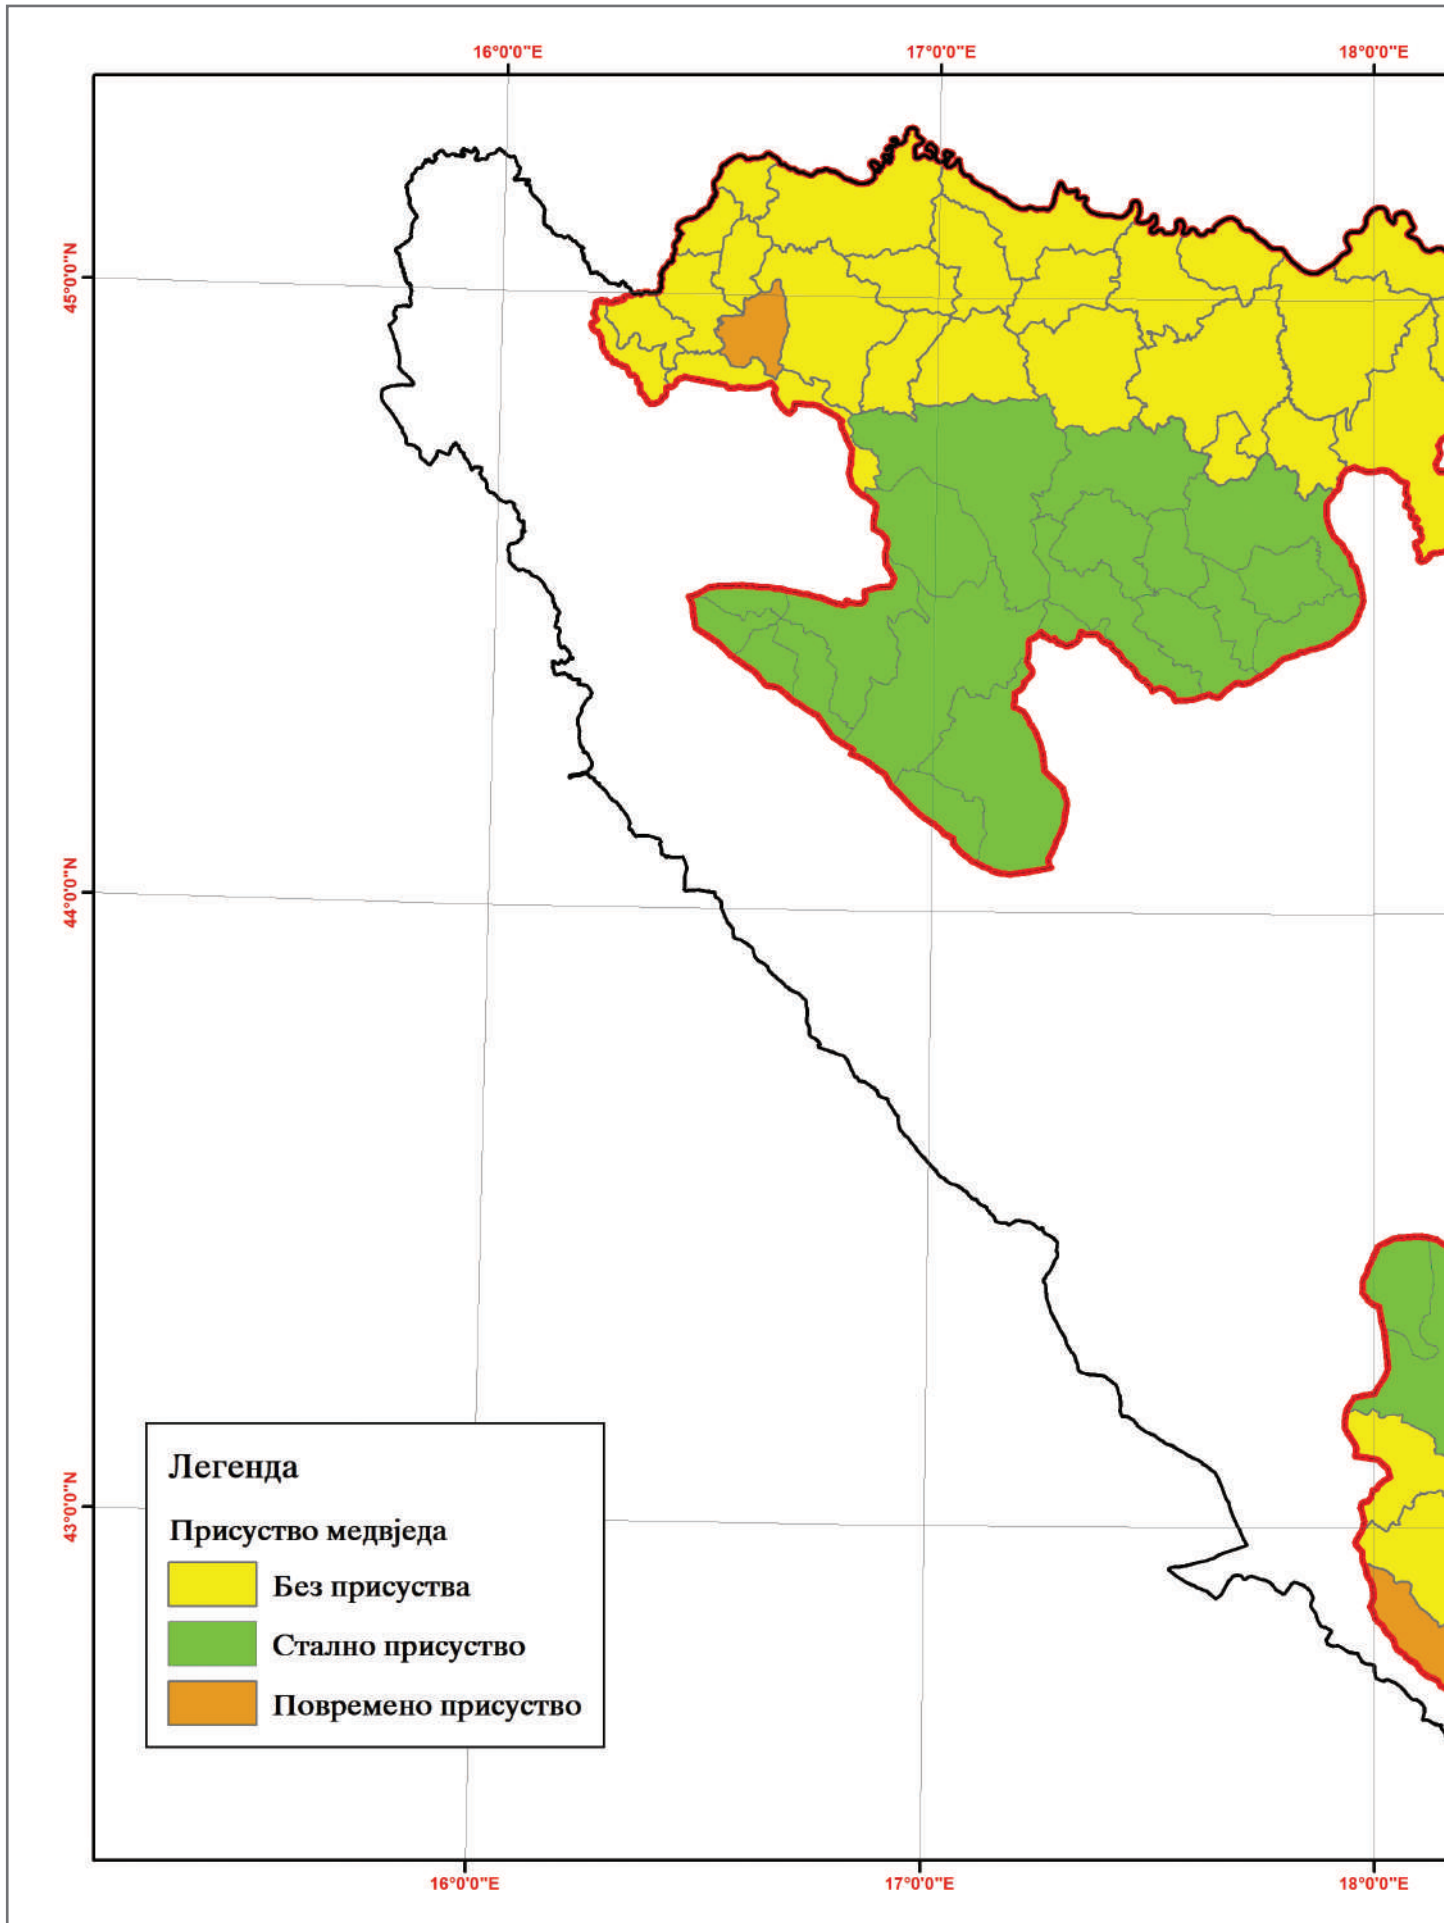 16°0'0"E 17°0'0"E 18°0'0"E
45°0'0"N
44°0'0"N
43°0'0"N
Легенда
Присуство медвједа
Без присуства
Стално присуство
Повремено присуство
16°0'0"E 17°0'0"E 18°0'0"E